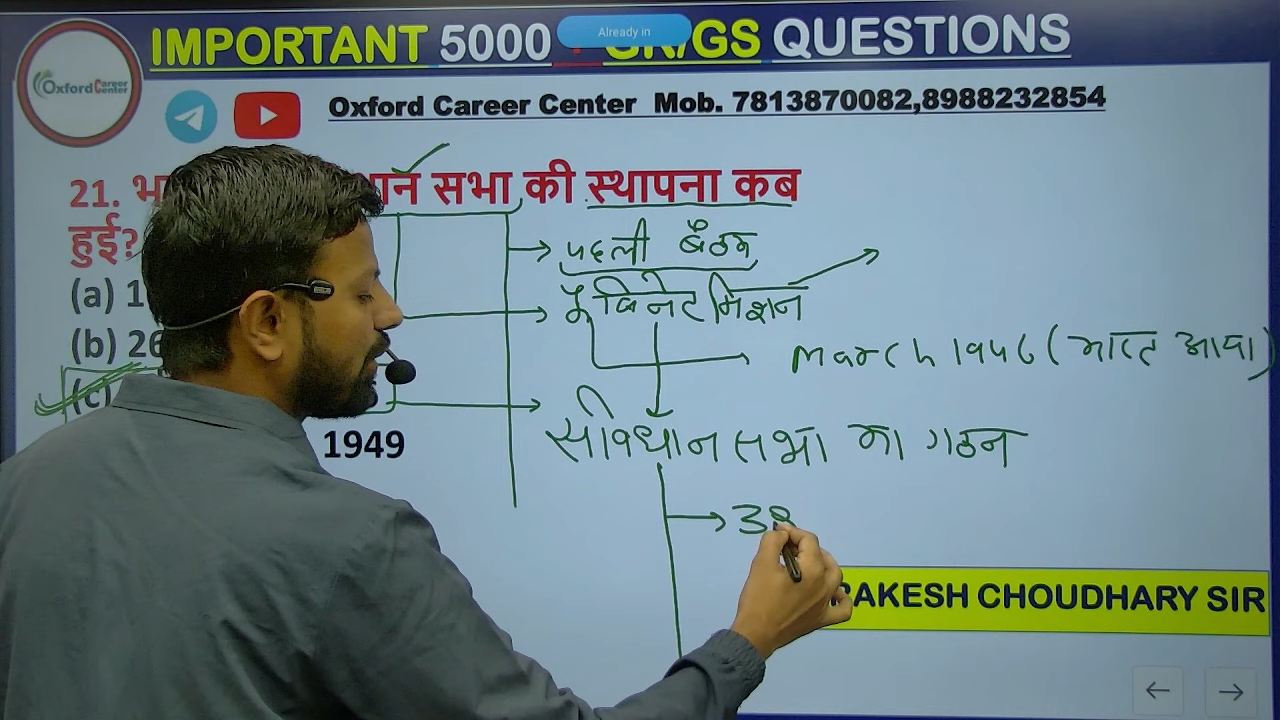 IMPORTANT 5000 + GK/GS QUESTIONS
Already in
Oxford Career Center
Oxford Career Center Mob. 7813870082,8988232854
21. सभा की स्थापना कब
हुई?
पहली बैठक
(a) 1
कैबिनेट मिशन
(b) 26
March 1946 (भारत आया)
(c)
संविधान सभा का गठन
1949
38
RAKESH CHOUDHARY SIR